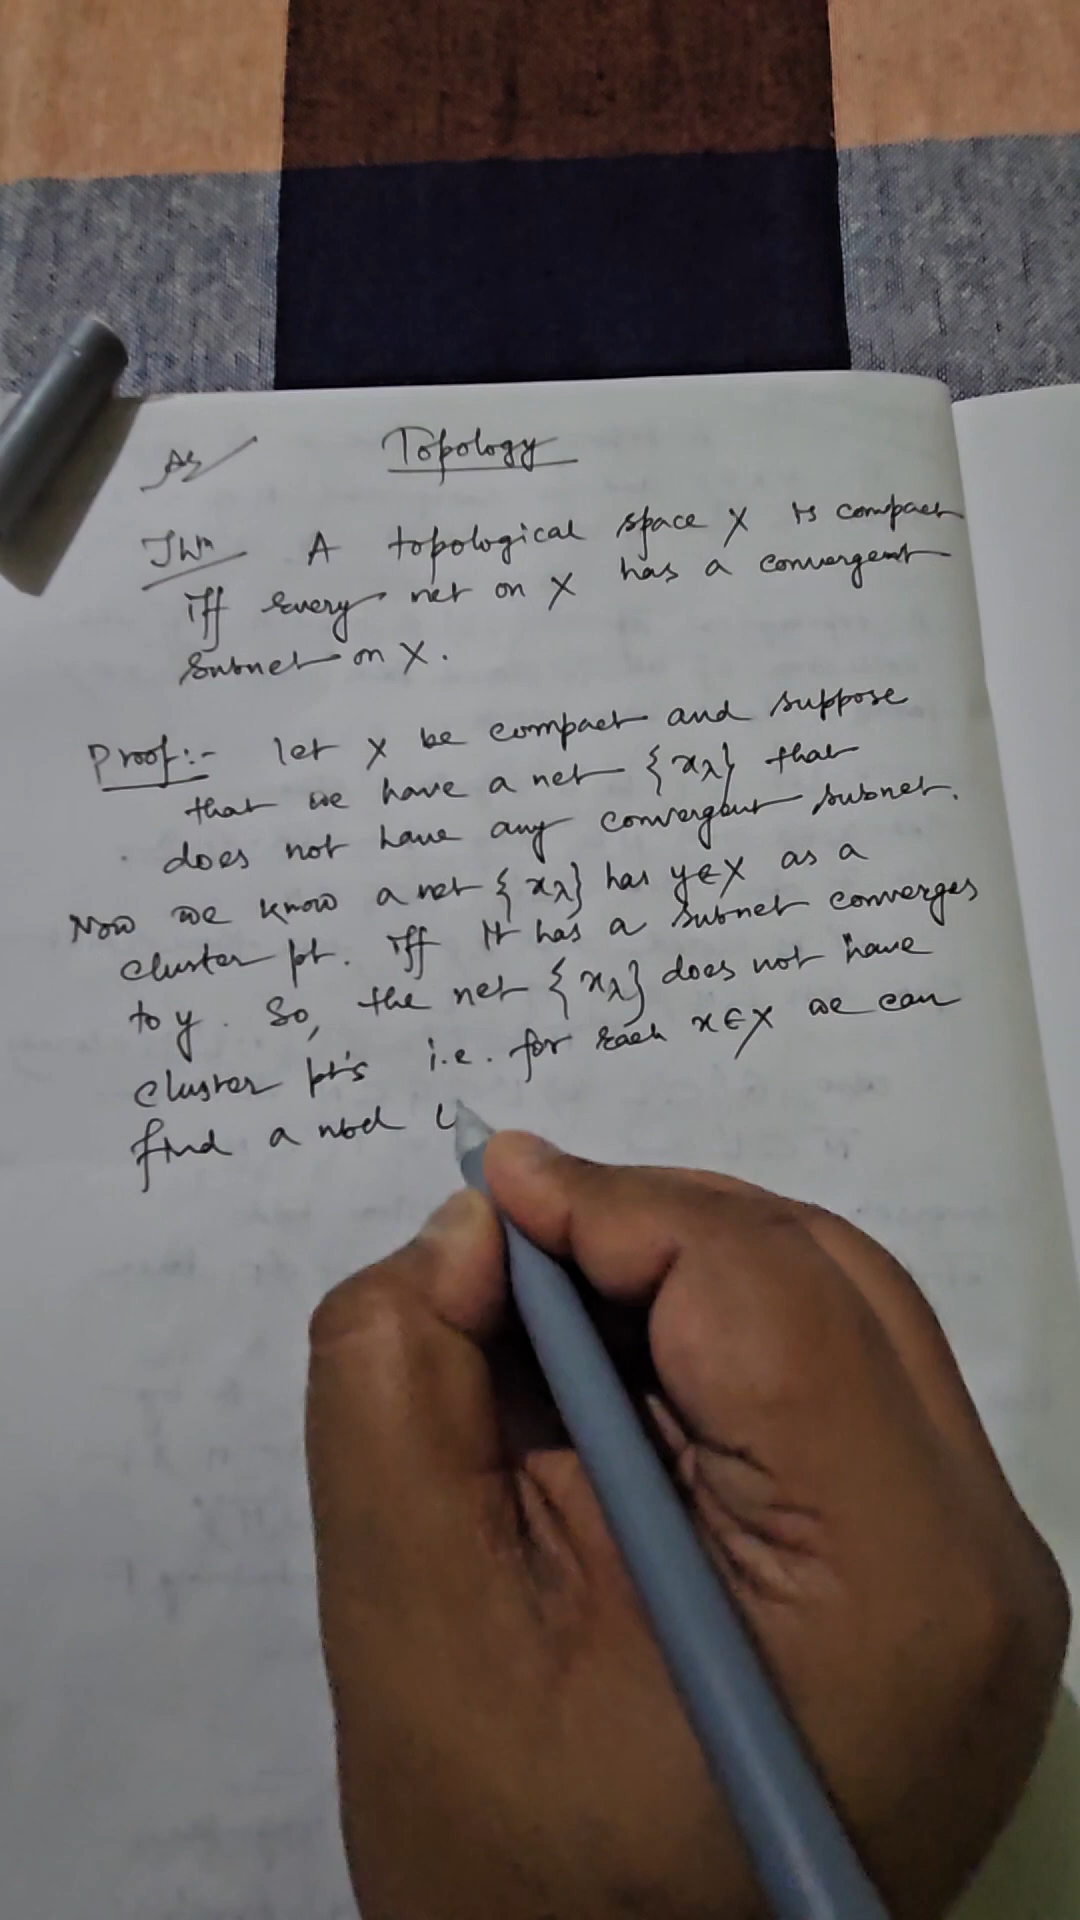 Topology
Thm A topological space X is compact
iff every net on X has a convergent
subnet on X.
Proof:- let X be compact and suppose
that we have a net {xλ} that
does not have any convergent subnet.
Now we know a net {xλ} has y∈X as a
cluster pt. iff it has a subnet converges
to y. So, the net {xλ} does not have
cluster pt's i.e. for each x∈X we can
find a nbd